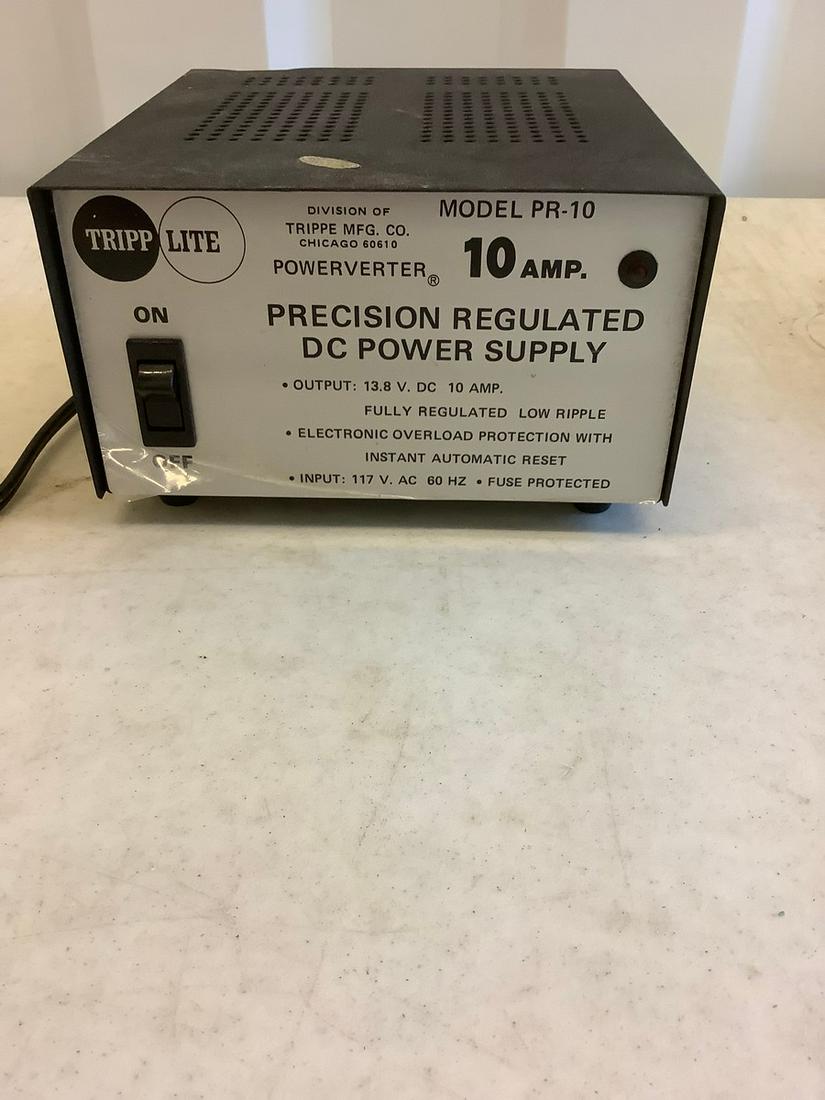 TRIPP LITE
DIVISION OF
TRIPPE MFG. CO.
CHICAGO 60610
POWERVERTER®
MODEL PR-10
10 AMP.
ON
OFF
PRECISION REGULATED
DC POWER SUPPLY
• OUTPUT: 13.8 V. DC 10 AMP.
FULLY REGULATED LOW RIPPLE
• ELECTRONIC OVERLOAD PROTECTION WITH
INSTANT AUTOMATIC RESET
• INPUT: 117 V. AC 60 HZ • FUSE PROTECTED